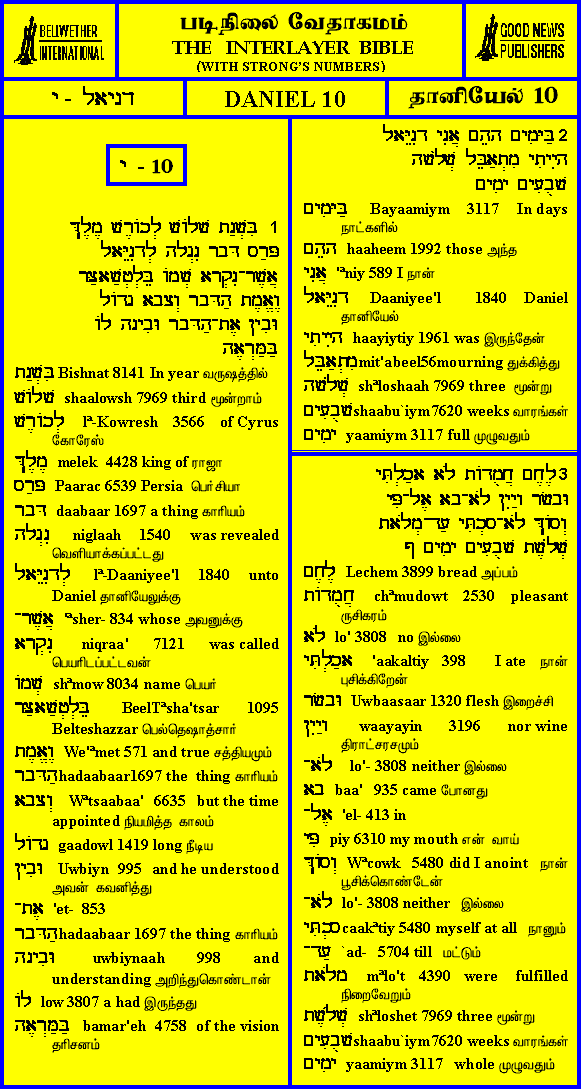 BELIWETHER
INTERNATIONAL
படி.நிலை வேதாகமம்
THE INTERLAYER BIBLE
(WITH STRONG'S NUMBERS)
GOOD NEWS
PUBLISHERS
דניאל - י
DANIEL 10
தானியேல் 10
10 - י
1 בִּשְׁנַת שָׁלוֹשׁ לְכוֹרֶשׁ מֶלֶךְ
פָּרַס דָּבָר נִגְלָה לְדָנִיֵּאל
אֲשֶׁר־נִקְרָא שְׁמוֹ בֵּלְטְשַׁאצַּר
וֶאֱמֶת הַדָּבָר וְצָבָא גָדוֹל
וּבִין אֶת־הַדָּבָר וּבִינָה לוֹ
בַּמַּרְאֶה
בִּשְׁנַת Bishnat 8141 In year வருஷத்தில்
שָׁלוֹשׁ shaalowsh 7969 third மூன்றாம்
לְכוֹרֶשׁ lª-Kowresh 3566 of Cyrus
கோரேஸ்
מֶלֶךְ melek 4428 king of ராஜா
פָּרַס Paarac 6539 Persia பெர்சியா
דָּבָר daabaar 1697 a thing காரியம்
נִגְלָה niglaah 1540 was revealed
வெளியாக்கப்பட்டது
לְדָנִיֵּאל lª-Daaniyee'l 1840 unto
Daniel தானியேலுக்கு
אֲשֶׁר־ 'ªsher- 834 whose அவனுக்கு
נִקְרָא niqraa' 7121 was called
பெயரிடப்பட்டவன்
שְׁמוֹ shªmow 8034 name பெயர்
בֵּלְטְשַׁאצַּר BeelTªsha'tsar 1095
Belteshazzar பெல்தெஷாத்சார்
וֶאֱמֶת We'ªmet 571 and true சத்தியமும்
הַדָּבָר hadaabaar1697 the thing காரியம்
וְצָבָא Wªtsaabaa' 6635 but the time
appointed நியமித்த காலம்
גָדוֹל gaadowl 1419 long நீடிய
וּבִין Uwbiyn 995 and he understood
அவன் கவனித்து
אֶת־ 'et- 853
הַדָּבָר hadaabaar 1697 the thing காரியம்
וּבִינָה uwbiynaah 998 and
understanding அறிந்துகொண்டான்
לוֹ low 3807 a had இருந்தது
בַּמַּרְאֶה bamar'eh 4758 of the vision
தரிசனம்
2 בַּיָּמִים הָהֵם אֲנִי דָנִיֵּאל
הָיִיתִי מִתְאַבֵּל שְׁלֹשָׁה
שָׁבֻעִים יָמִים
בַּיָּמִים Bayaamiym 3117 In days
நாட்களில்
הָהֵם haaheem 1992 those அந்த
אֲנִי 'ªniy 589 I நான்
דָנִיֵּאל Daaniyee'l 1840 Daniel
தானியேல்
הָיִיתִי haayiytiy 1961 was இருந்தேன்
מִתְאַבֵּל mit'abeel56mourning துக்கித்து
שְׁלֹשָׁה shªloshaah 7969 three மூன்று
שָׁבֻעִים shaabu`iym7620 weeks வாரங்கள்
יָמִים yaamiym 3117 full முழுவதும்
3 לֶחֶם חֲמֻדוֹת לֹא אָכַלְתִּי
וּבָשָׂר וָיַיִן לֹא־בָא אֶל־פִּי
וְסוֹךְ לֹא־סָכְתִּי עַד־מְלֹאת
שְׁלֹשֶׁת שָׁבֻעִים יָמִים ף
לֶחֶם Lechem 3899 bread அப்பம்
חֲמֻדוֹת chªmudowt 2530 pleasant
ருசிகரம்
לֹא lo' 3808 no இல்லை
אָכַלְתִּי 'aakaltiy 398 I ate நான்
புசிக்கிறேன்
וּבָשָׂר Uwbaasaar 1320 flesh இறைச்சி
וָיַיִן waayayin 3196 nor wine
திராட்சரசமும்
לֹא־ lo'- 3808 neither இல்லை
בָא baa' 935 came போனது
אֶל־ 'el- 413 in
פִּי piy 6310 my mouth என் வாய்
וְסוֹךְ Wªcowk 5480 did I anoint நான்
பூசிக்கொண்டேன்
לֹא־ lo'- 3808 neither இல்லை
סָכְתִּי caakªtiy 5480 myself at all நானும்
עַד־ `ad- 5704 till மட்டும்
מְלֹאת mªlo't 4390 were fulfilled
நிறைவேறும்
שְׁלֹשֶׁת shªloshet 7969 three மூன்று
שָׁבֻעִים shaabu`iym7620 weeks வாரங்கள்
יָמִים yaamiym 3117 whole முழுவதும்